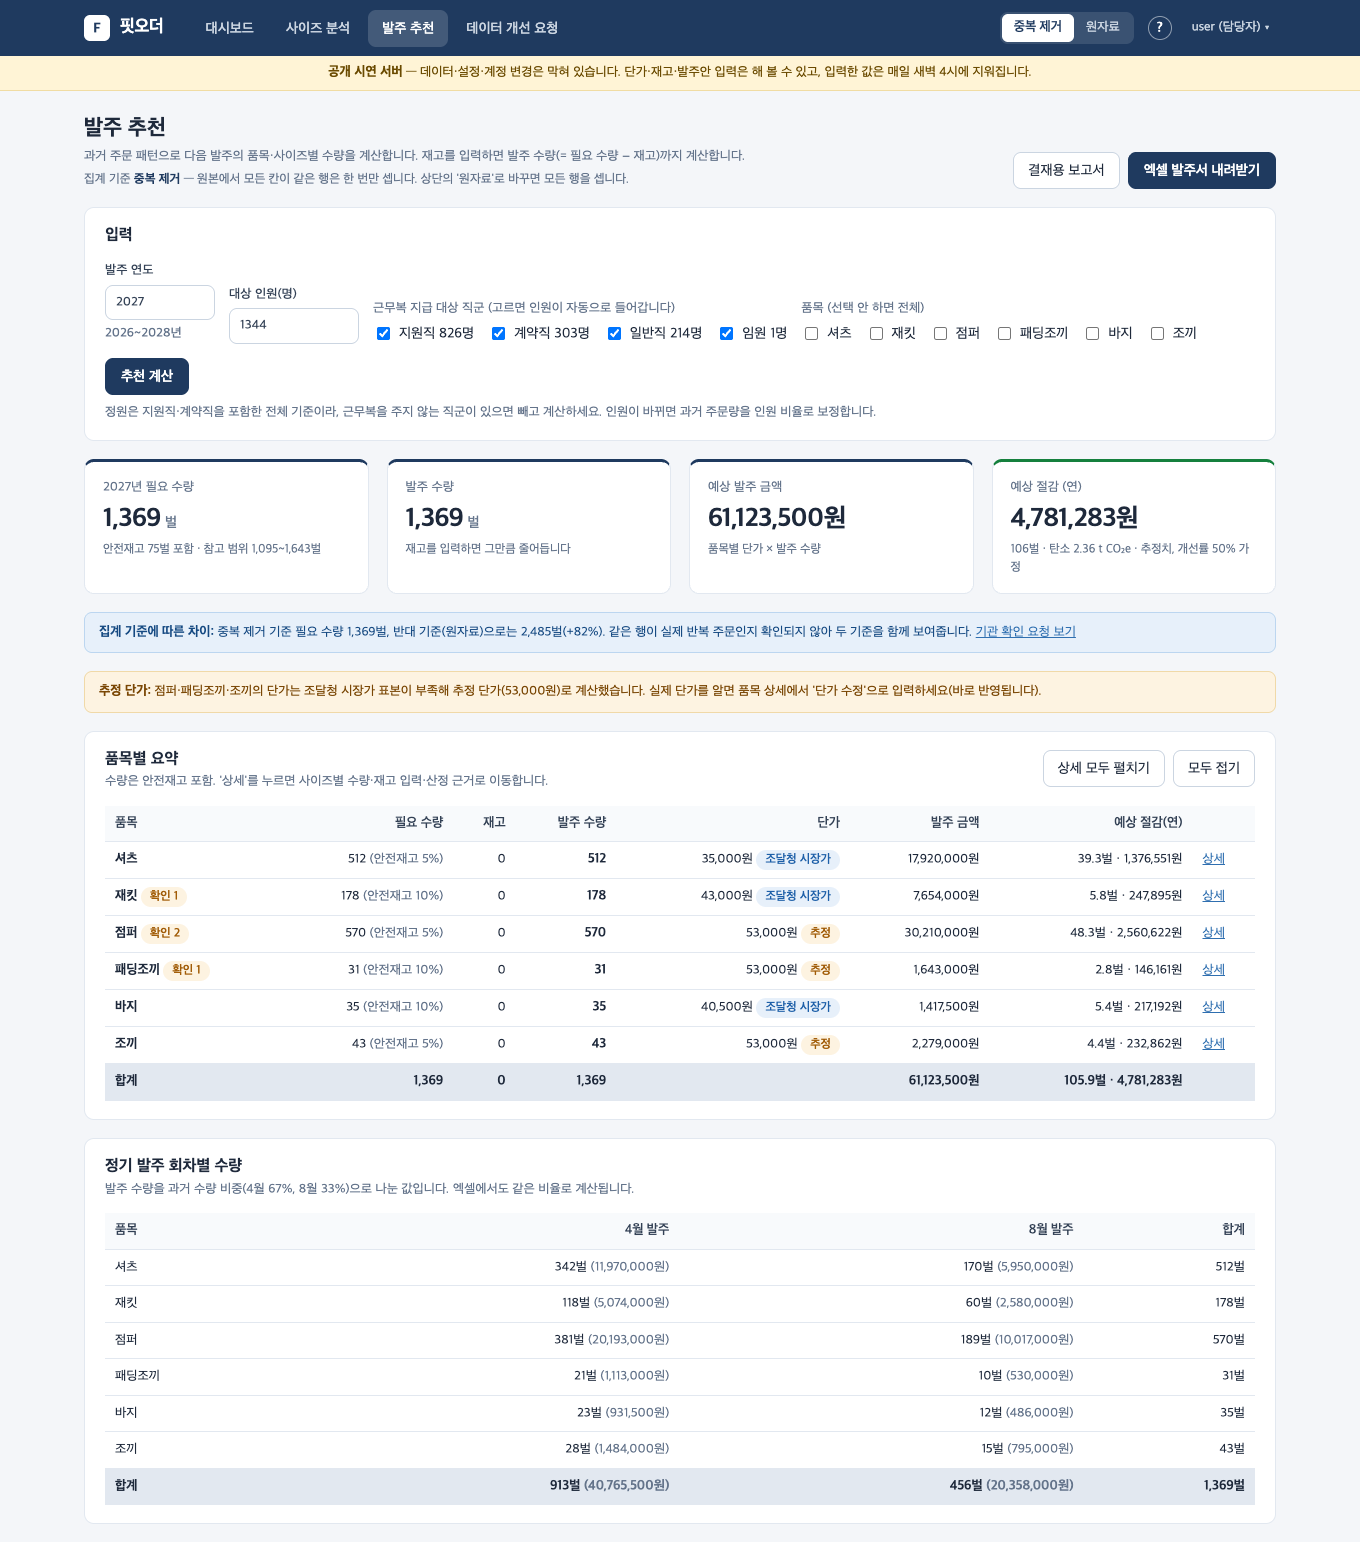 F 핏오더 대시보드 사이즈 분석 발주 추천 데이터 개선 요청 중복 제거 원자료 ? user (담당자) ▾
공개 시연 서버 — 데이터·설정·계정 변경은 막혀 있습니다. 단가·재고·발주안 입력은 해 볼 수 있고, 입력한 값은 매일 새벽 4시에 지워집니다.
발주 추천
과거 주문 패턴으로 다음 발주의 품목·사이즈별 수량을 계산합니다. 재고를 입력하면 발주 수량(= 필요 수량 − 재고)까지 계산합니다.
집계 기준 중복 제거 — 원본에서 모든 칸이 같은 행은 한 번만 셉니다. 상단의 '원자료'로 바꾸면 모든 행을 셉니다.
결재용 보고서 엑셀 발주서 내려받기
입력
발주 연도
2027
2026~2028년
대상 인원(명)
1344
근무복 지급 대상 직군 (고르면 인원이 자동으로 들어갑니다)
지원직 826명 계약직 303명 일반직 214명 임원 1명
품목 (선택 안 하면 전체)
셔츠 재킷 점퍼 패딩조끼 바지 조끼
추천 계산
정원은 지원직·계약직을 포함한 전체 기준이라, 근무복을 주지 않는 직군이 있으면 빼고 계산하세요. 인원이 바뀌면 과거 주문량을 인원 비율로 보정합니다.
2027년 필요 수량
1,369 벌
안전재고 75벌 포함 · 참고 범위 1,095~1,643벌
발주 수량
1,369 벌
재고를 입력하면 그만큼 줄어듭니다
예상 발주 금액
61,123,500원
품목별 단가 × 발주 수량
예상 절감 (연)
4,781,283원
106벌 · 탄소 2.36 t CO₂e · 추정치, 개선률 50% 가
정
집계 기준에 따른 차이: 중복 제거 기준 필요 수량 1,369벌, 반대 기준(원자료)으로는 2,485벌(+82%). 같은 행이 실제 반복 주문인지 확인되지 않아 두 기준을 함께 보여줍니다. 기관 확인 요청 보기
추정 단가: 점퍼·패딩조끼·조끼의 단가는 조달청 시장가 표본이 부족해 추정 단가(53,000원)로 계산했습니다. 실제 단가를 알면 품목 상세에서 '단가 수정'으로 입력하세요(바로 반영됩니다).
품목별 요약
수량은 안전재고 포함. '상세'를 누르면 사이즈별 수량·재고 입력·산정 근거로 이동합니다.
상세 모두 펼치기 모두 접기
품목 필요 수량 재고 발주 수량 단가 발주 금액 예상 절감(연)
셔츠 512 (안전재고 5%) 0 512 35,000원 조달청 시장가 17,920,000원 39.3벌 · 1,376,551원 상세
재킷 확인 1 178 (안전재고 10%) 0 178 43,000원 조달청 시장가 7,654,000원 5.8벌 · 247,895원 상세
점퍼 확인 2 570 (안전재고 5%) 0 570 53,000원 추정 30,210,000원 48.3벌 · 2,560,622원 상세
패딩조끼 확인 1 31 (안전재고 10%) 0 31 53,000원 추정 1,643,000원 2.8벌 · 146,161원 상세
바지 35 (안전재고 10%) 0 35 40,500원 조달청 시장가 1,417,500원 5.4벌 · 217,192원 상세
조끼 43 (안전재고 5%) 0 43 53,000원 추정 2,279,000원 4.4벌 · 232,862원 상세
합계 1,369 0 1,369 61,123,500원 105.9벌 · 4,781,283원
정기 발주 회차별 수량
발주 수량을 과거 수량 비중(4월 67%, 8월 33%)으로 나눈 값입니다. 엑셀에서도 같은 비율로 계산됩니다.
품목 4월 발주 8월 발주 합계
셔츠 342벌 (11,970,000원) 170벌 (5,950,000원) 512벌
재킷 118벌 (5,074,000원) 60벌 (2,580,000원) 178벌
점퍼 381벌 (20,193,000원) 189벌 (10,017,000원) 570벌
패딩조끼 21벌 (1,113,000원) 10벌 (530,000원) 31벌
바지 23벌 (931,500원) 12벌 (486,000원) 35벌
조끼 28벌 (1,484,000원) 15벌 (795,000원) 43벌
합계 913벌 (40,765,500원) 456벌 (20,358,000원) 1,369벌